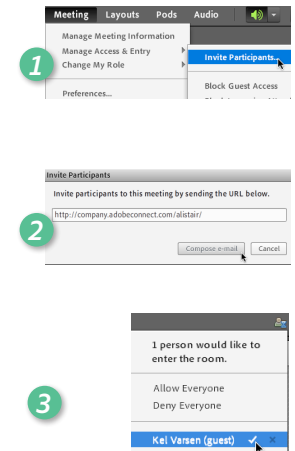 Meeting Layouts Pods Audio
Manage Meeting Information
Manage Access & Entry
Invite Participants...
Change My Role
Block Guest Access
Preferences...
1
Invite Participants
Invite participants to this meeting by sending the URL below.
http://company.adobeconnect.com/alistair/
2
Compose e-mail Cancel
1 person would like to
enter the room.
Allow Everyone
Deny Everyone
3
Kel Varsen (guest)